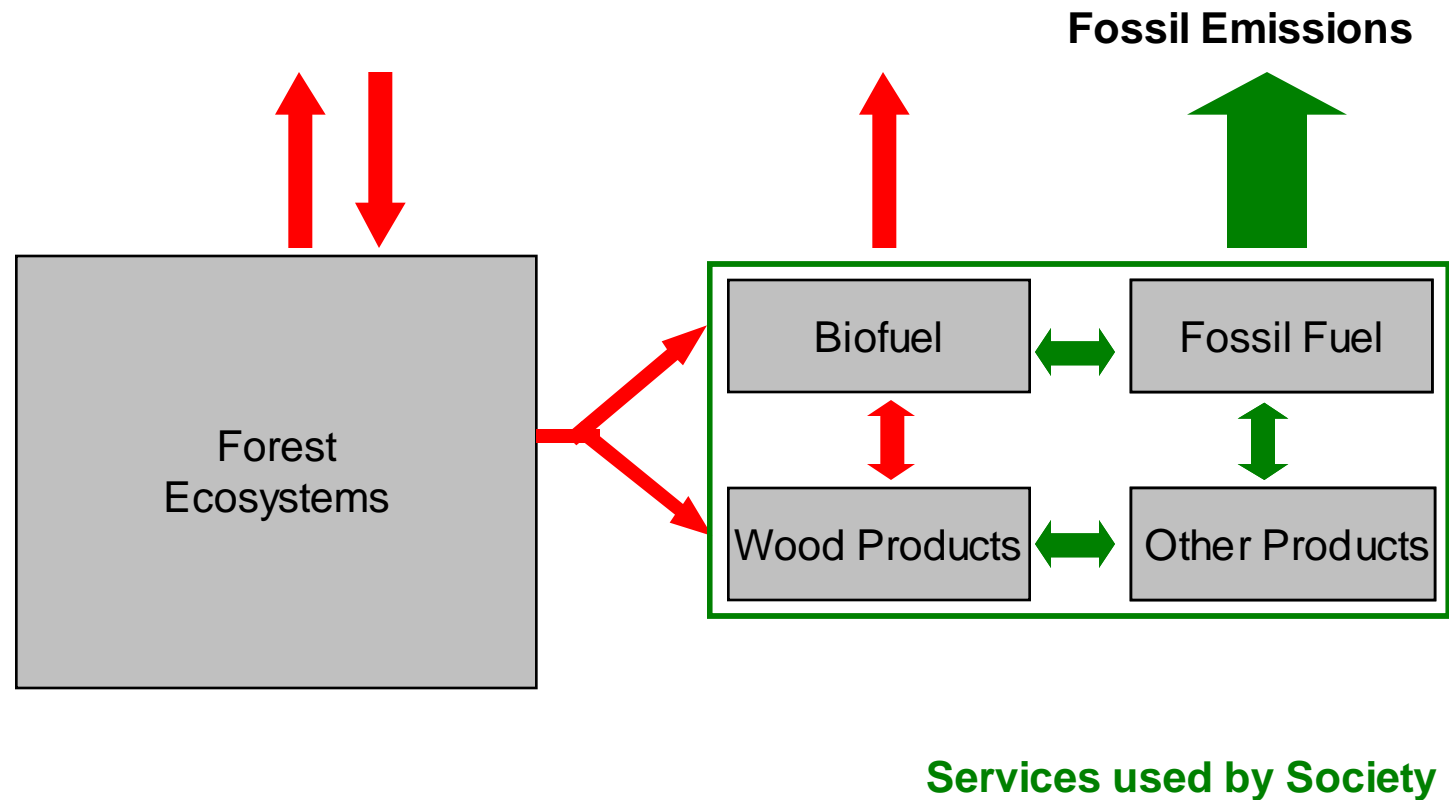 Fossil Emissions
Biofuel
Fossil Fuel
Forest
Ecosystems
Wood Products
Other Products
Services used by Society